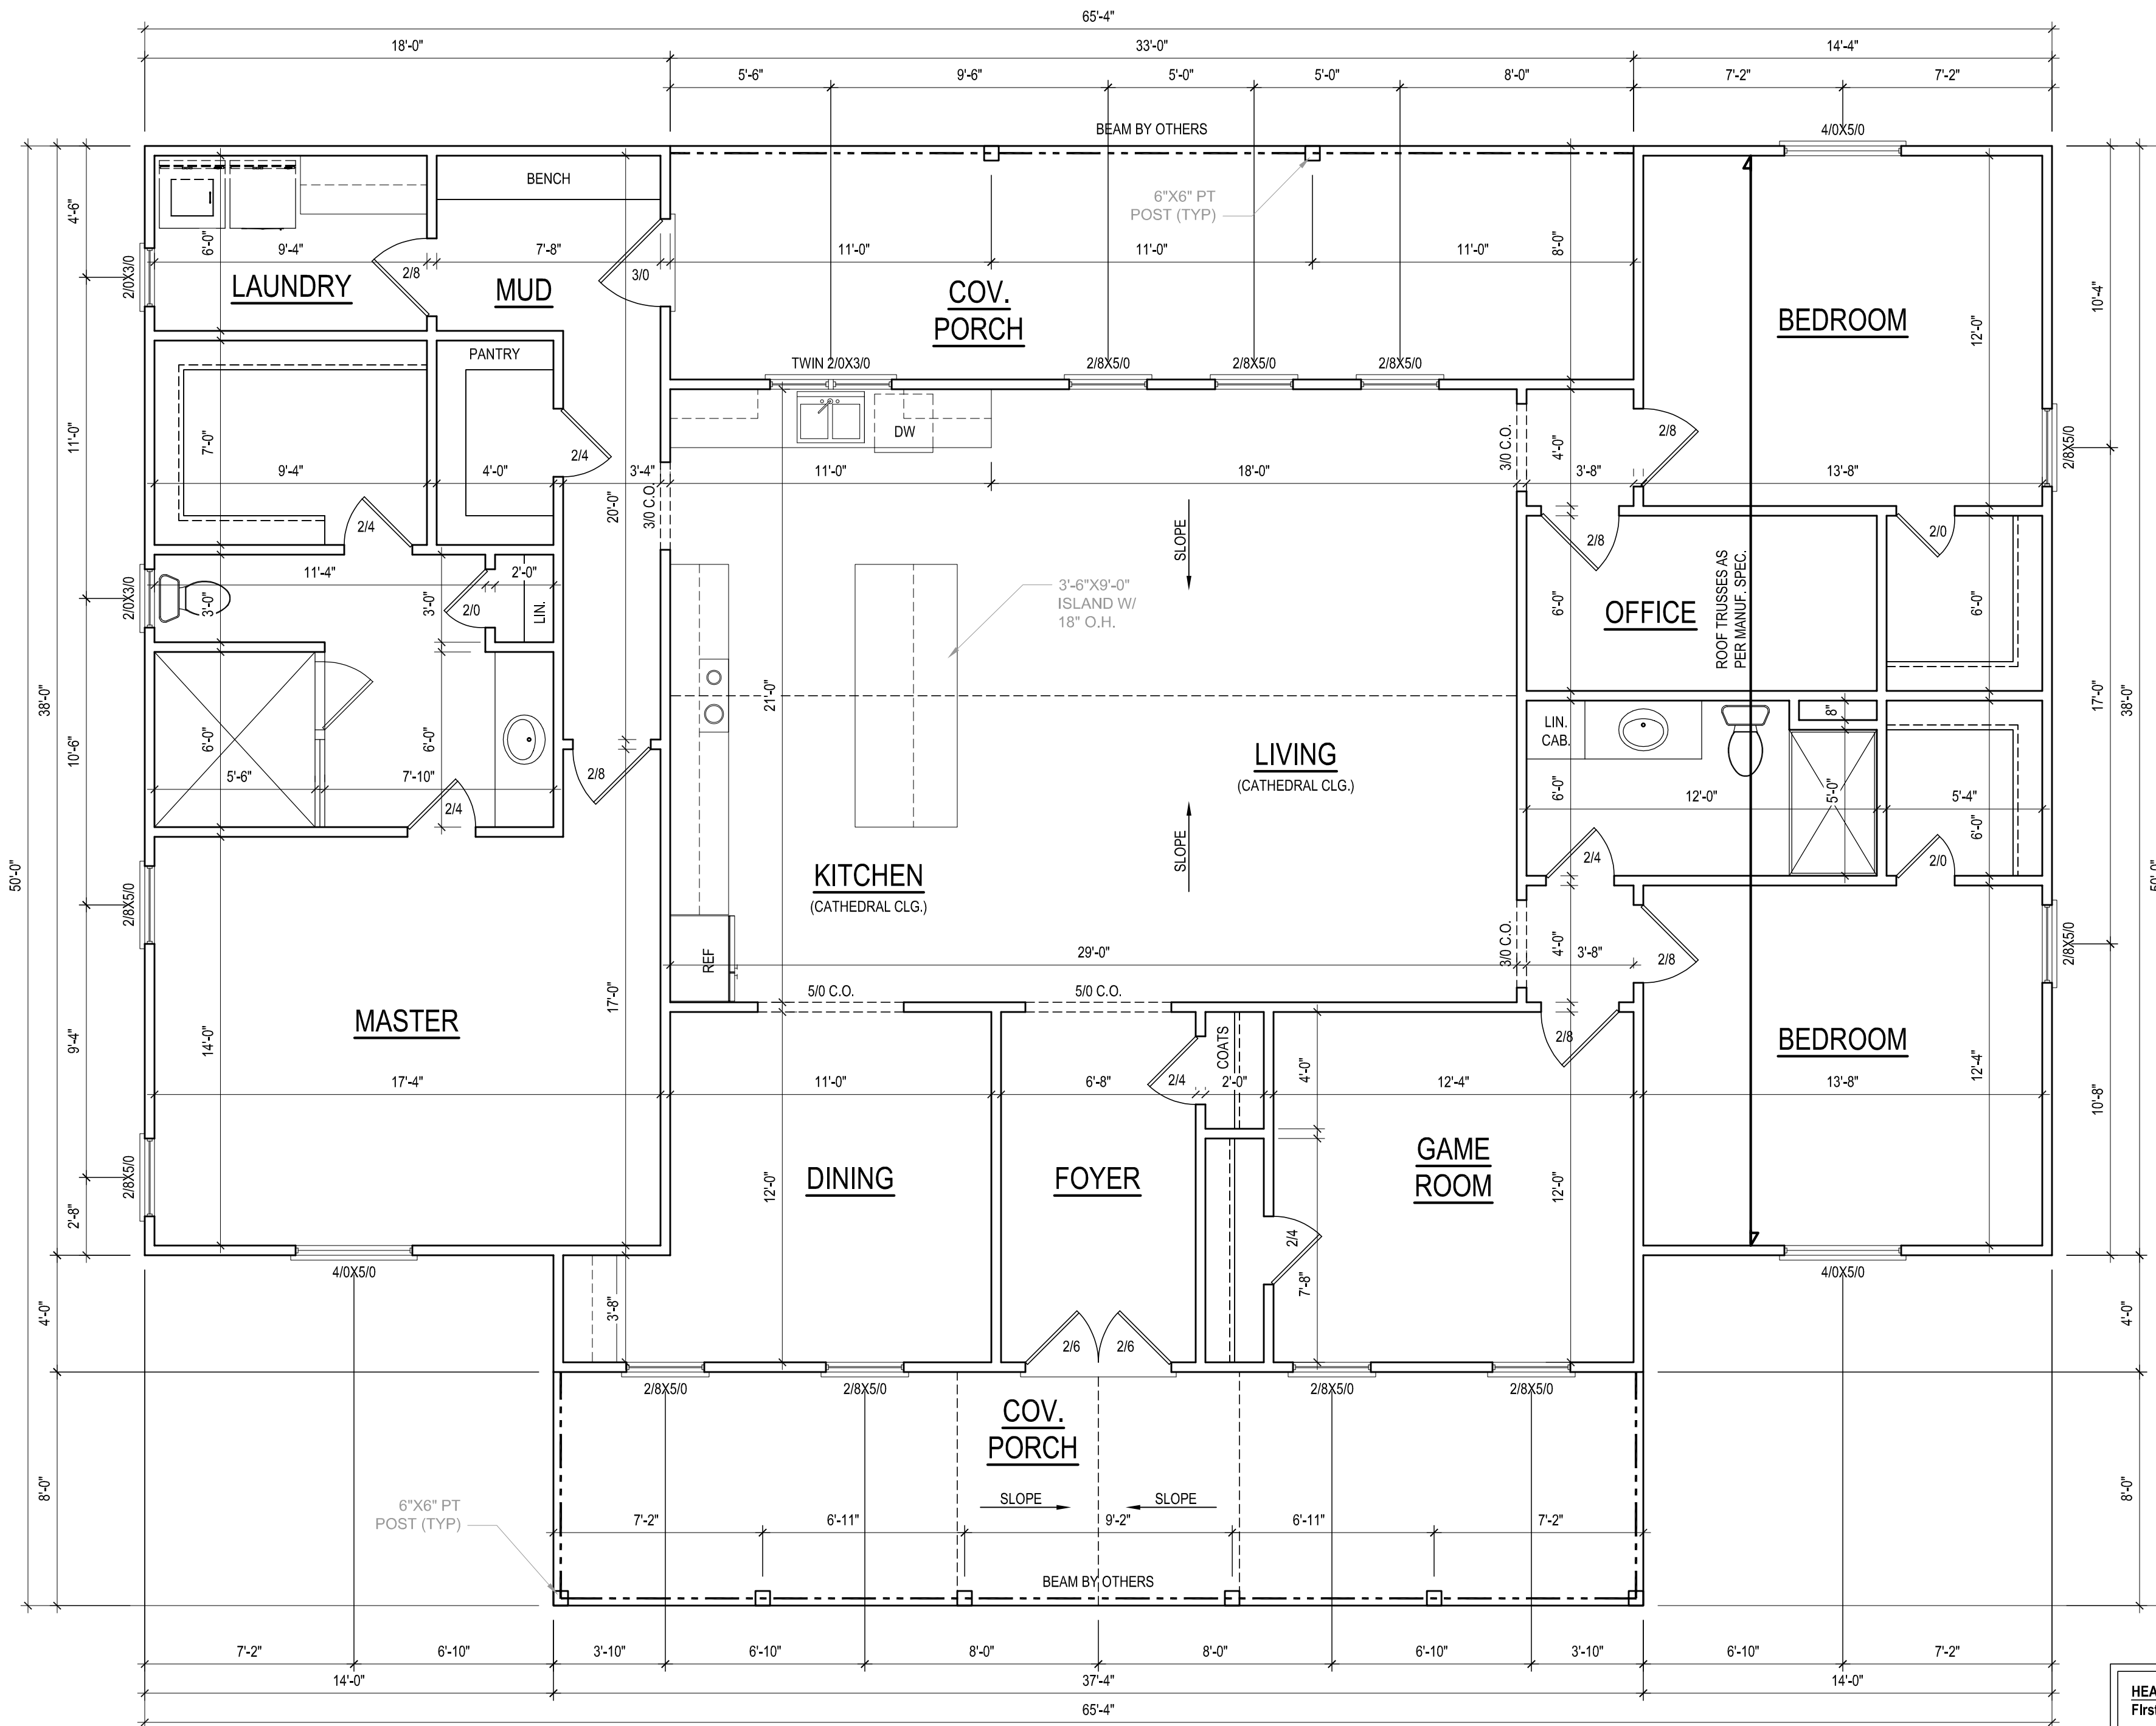 65'-4"
18'-0"
33'-0"
14'-4"
5'-6"
9'-6"
5'-0"
5'-0"
8'-0"
7'-2"
7'-2"
BEAM BY OTHERS
4/0X5/0
BENCH
6"X6" PT
POST (TYP)
4'-6"
6'-0"
9'-4"
7'-8"
11'-0"
11'-0"
11'-0"
8'-0"
2/0X3/0
2/8
3/0
LAUNDRY
MUD
COV.
PORCH
BEDROOM
12'-0"
10'-4"
PANTRY
TWIN 2/0X3/0
2/8X5/0
2/8X5/0
2/8X5/0
DW
11'-0"
7'-0"
9'-4"
4'-0"
2/4
3'-4"
20'-0"
3/0 C.O.
11'-0"
18'-0"
3/0 C.O.
4'-0"
3'-8"
2/8
13'-8"
2/8X5/0
2/4
SLOPE
2/8
2/0
ROOF TRUSSES AS
PER MANUF. SPEC.
11'-4"
2'-0"
2/0X3/0
3'-0"
3'-0"
2/0
LIN.
3'-6"X9'-0"
ISLAND W/
18" O.H.
6'-0"
OFFICE
6'-0"
38'-0"
50'-0"
10'-6"
6'-0"
5'-6"
6'-0"
7'-10"
2/4
2/8
21'-0"
LIVING
(CATHEDRAL CLG.)
SLOPE
LIN.
CAB.
8"
6'-0"
12'-0"
5'-0"
5'-4"
6'-0"
2/4
2/0
17'-0"
38'-0"
50'-0"
2/8X5/0
KITCHEN
(CATHEDRAL CLG.)
REF
29'-0"
3/0 C.O.
4'-0"
3'-8"
2/8
2/8X5/0
5/0 C.O.
5/0 C.O.
17'-0"
MASTER
9'-4"
14'-0"
17'-4"
11'-0"
6'-8"
2/4
2'-0"
COATS
4'-0"
12'-4"
2/8
BEDROOM
12'-4"
13'-8"
10'-8"
2/8X5/0
2'-8"
DINING
12'-0"
FOYER
GAME
ROOM
12'-0"
2/4
7'-8"
4/0X5/0
4/0X5/0
4'-0"
3'-8"
2/6
2/6
4'-0"
2/8X5/0
2/8X5/0
2/8X5/0
2/8X5/0
COV.
PORCH
8'-0"
8'-0"
6"X6" PT
POST (TYP)
SLOPE
SLOPE
7'-2"
6'-11"
9'-2"
6'-11"
7'-2"
BEAM BY OTHERS
7'-2"
6'-10"
3'-10"
6'-10"
8'-0"
8'-0"
6'-10"
3'-10"
6'-10"
7'-2"
14'-0"
37'-4"
14'-0"
65'-4"